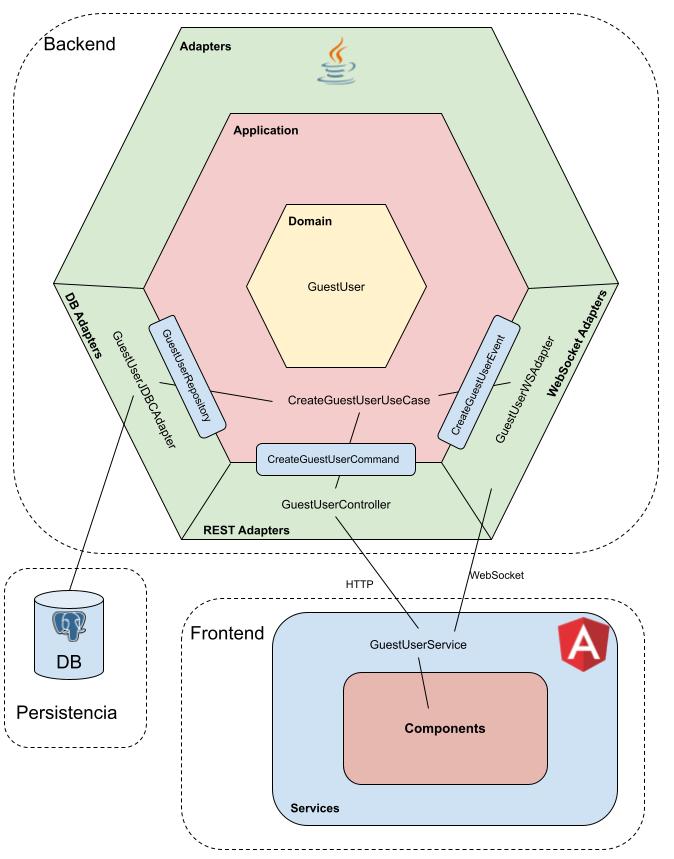 Backend
Adapters
Application
Domain
GuestUser
DB Adapters
GuestUserJDBCAdapter
GuestUserRepository
CreateGuestUserUseCase
CreateGuestUserEvent
GuestUserWSAdapter
WebSocket Adapters
CreateGuestUserCommand
GuestUserController
REST Adapters
HTTP
WebSocket
DB
Persistencia
Frontend
A
GuestUserService
Components
Services